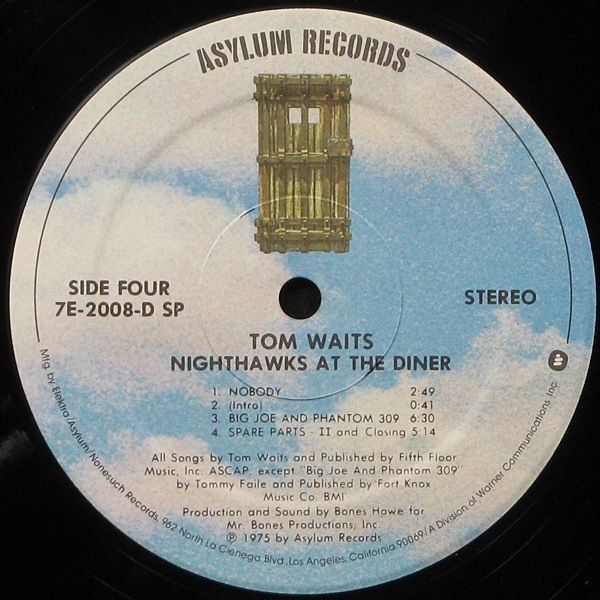 ASYLUM RECORDS
SIDE FOUR
7E-2008-D SP
STEREO
TOM WAITS
NIGHTHAWKS AT THE DINER
1. NOBODY 2:49
2. (Intro) 0:41
3. BIG JOE AND PHANTOM 309 6:30
4. SPARE PARTS - II and Closing 5:14
All Songs by Tom Waits and Published by Fifth Floor
Music, Inc. ASCAP, except "Big Joe And Phantom 309"
by Tommy Faile and Published by Fort Knox
Music Co. BMI
Production and Sound by Bones Howe for
Mr. Bones Productions, Inc.
℗ 1975 by Asylum Records
Mfg. by Elektra/Asylum/Nonesuch Records, 962 North La Cienega Blvd., Los Angeles, California 90069/A Division of Warner Communications Inc.